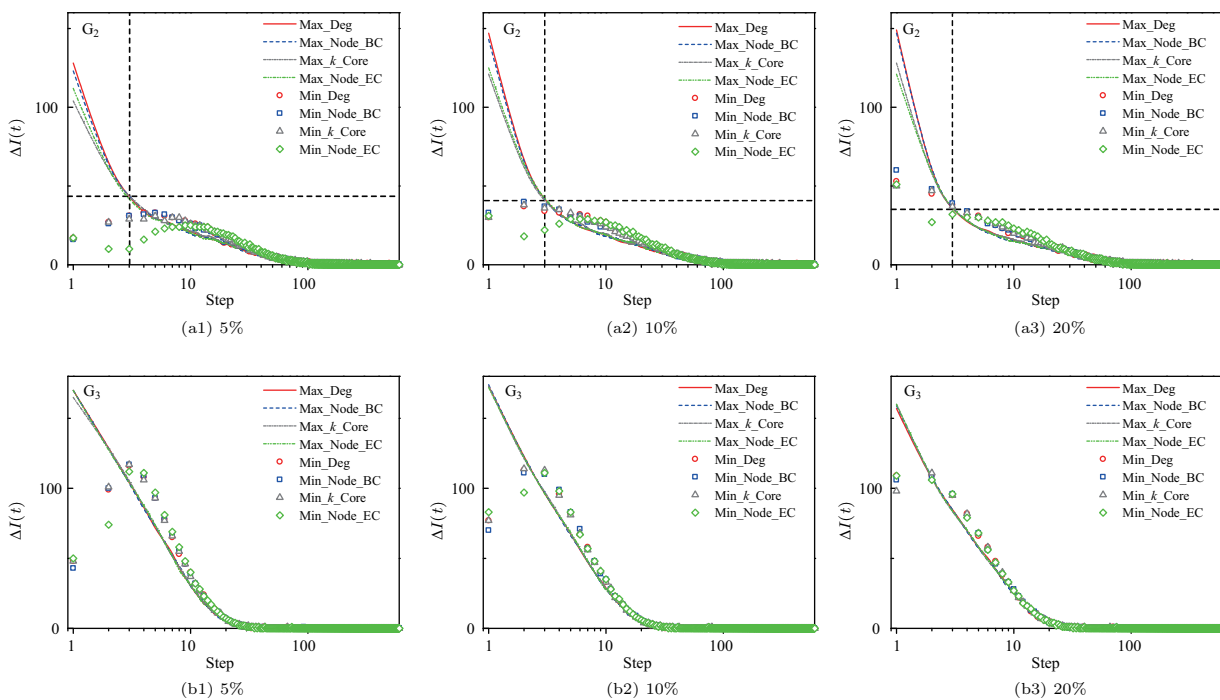 G2
Max_Deg
Max_Node_BC
Max_k_Core
Max_Node_EC
Min_Deg
Min_Node_BC
Min_k_Core
Min_Node_EC
ΔI(t)
100
0
1
10
100
Step
(a1) 5%
G2
Max_Deg
Max_Node_BC
Max_k_Core
Max_Node_EC
Min_Deg
Min_Node_BC
Min_k_Core
Min_Node_EC
ΔI(t)
100
0
1
10
100
Step
(a2) 10%
G2
Max_Deg
Max_Node_BC
Max_k_Core
Max_Node_EC
Min_Deg
Min_Node_BC
Min_k_Core
Min_Node_EC
ΔI(t)
100
0
1
10
100
Step
(a3) 20%
G3
Max_Deg
Max_Node_BC
Max_k_Core
Max_Node_EC
Min_Deg
Min_Node_BC
Min_k_Core
Min_Node_EC
ΔI(t)
100
0
1
10
100
Step
(b1) 5%
G3
Max_Deg
Max_Node_BC
Max_k_Core
Max_Node_EC
Min_Deg
Min_Node_BC
Min_k_Core
Min_Node_EC
ΔI(t)
100
0
1
10
100
Step
(b2) 10%
G3
Max_Deg
Max_Node_BC
Max_k_Core
Max_Node_EC
Min_Deg
Min_Node_BC
Min_k_Core
Min_Node_EC
ΔI(t)
100
0
1
10
100
Step
(b3) 20%